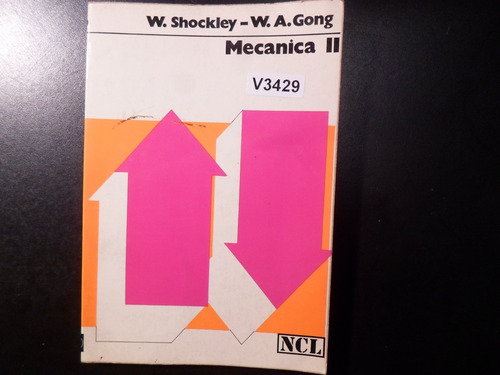 W. Shockley – W. A. Gong
Mecanica II
V3429
NCL